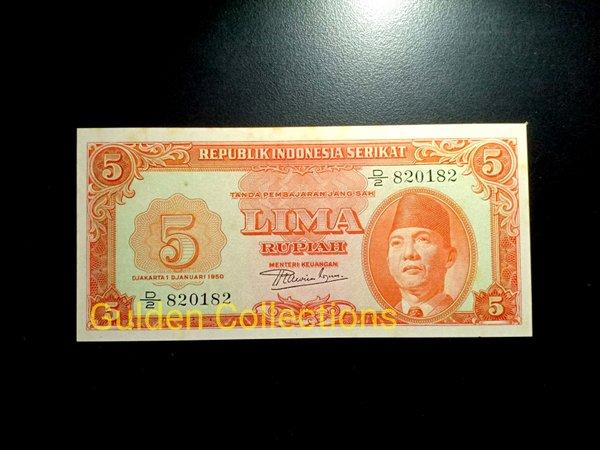 REPUBLIK INDONESIA SERIKAT
5
5
D/2 820182
TANDA PEMBAJARAN JANG SAH
LIMA
RUPIAH
5
MENTERI KEUANGAN
DJAKARTA 1 DJANUARI 1950
D/2 820182
5
5
Gulden Collections